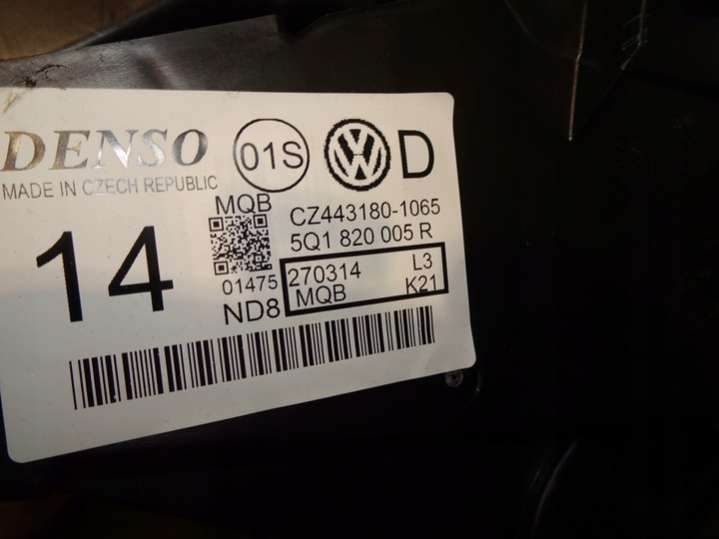 DENSO
01S
D
MADE IN CZECH REPUBLIC
MQB
CZ443180-1065
5Q1 820 005 R
14
01475
270314 L3
MQB K21
ND8